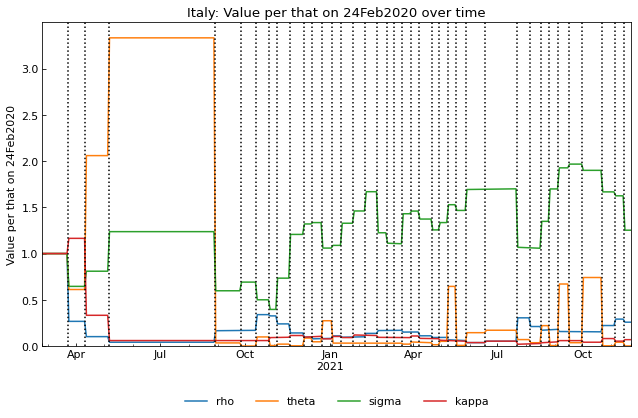 Italy: Value per that on 24Feb2020 over time
Value per that on 24Feb2020
3.0
2.5
2.0
1.5
1.0
0.5
0.0
Apr Jul Oct Jan Apr Jul Oct
2021
rho theta sigma kappa